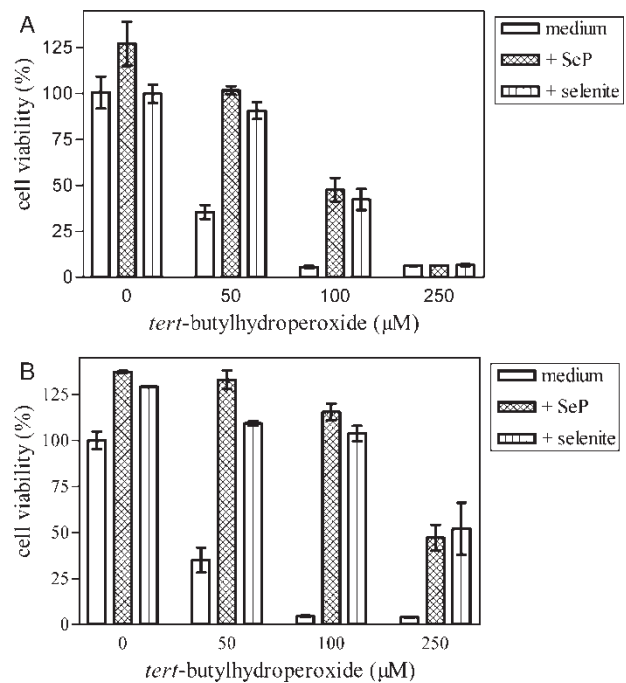 A
medium
+ SeP
+ selenite
cell viability (%)
125
100
75
50
25
0
0 50 100 250
tert-butylhydroperoxide (μM)
B
medium
+ SeP
+ selenite
cell viability (%)
125
100
75
50
25
0
0 50 100 250
tert-butylhydroperoxide (μM)